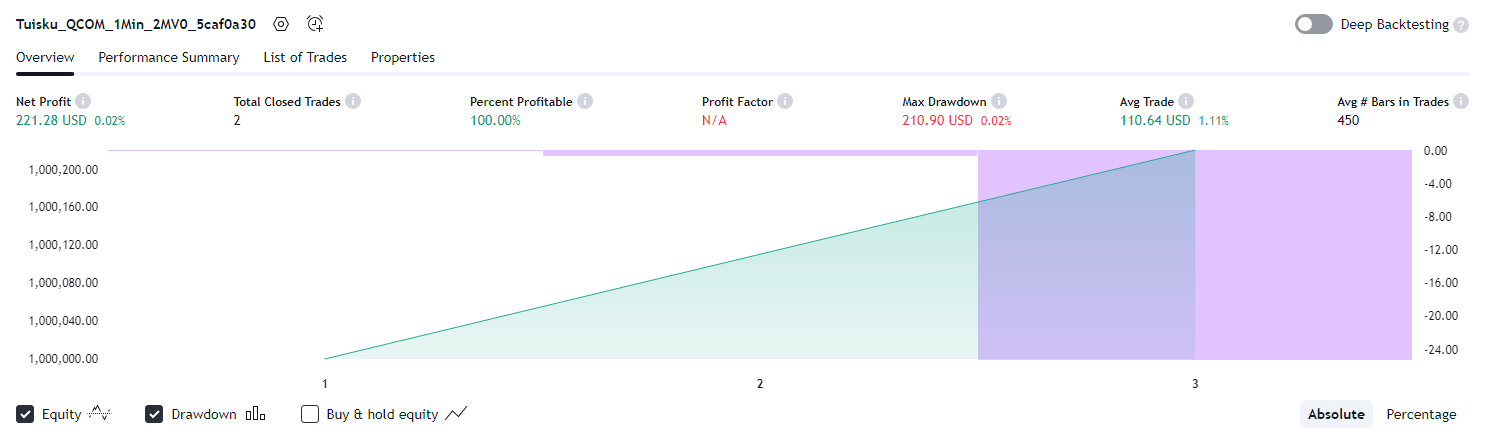 Tuisku_QCOM_1Min_2MV0_5caf0a30 Deep Backtesting ?
Overview Performance Summary List of Trades Properties
Net Profit i Total Closed Trades i Percent Profitable i Profit Factor i Max Drawdown i Avg Trade i Avg # Bars in Trades i
221.28 USD 0.02% 2 100.00% N/A 210.90 USD 0.02% 110.64 USD 1.11% 450
0.00
1,000,200.00
-4.00
1,000,160.00
-8.00
1,000,120.00
-12.00
1,000,080.00
-16.00
1,000,040.00
-20.00
1,000,000.00
-24.00
1 2 3
Equity Drawdown Buy & hold equity Absolute Percentage